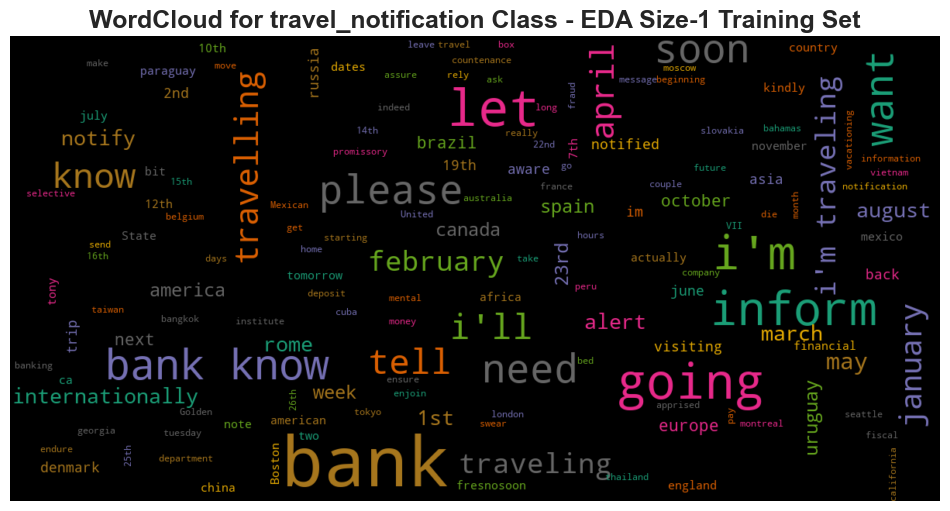 WordCloud for travel_notification Class - EDA Size-1 Training Set
leave travel box
10th countenance soon country
make move russia dates assure rely ask moscow
paraguay beginning
2nd indeed let long fraud april message want kindly
july travelling 14th really 22nd slovakia bahamas
notify brazil notified november vacationing
promissory 7th information
know bit 15th 19th aware go future asia vietnam
selective please france couple notification
12th Mexican australia spain im october die month i'm traveling august
belgium United VII
State get canada mexico
send home starting take hours actually i'm
16th days february 23rd company back
tomorrow mental peru june
tony america deposit africa
taiwan cuba inform
bangkok institute money i'll alert march
trip next rome visiting financial january
banking bank know tell need bed may
ca ensure going
internationally 26th week enjoin uruguay
Golden apprised pay seattle
note american tokyo 1st london
georgia tuesday two swear europe montreal fiscal
endure 25th department Boston bank traveling
denmark thailand california
china fresnosoon england